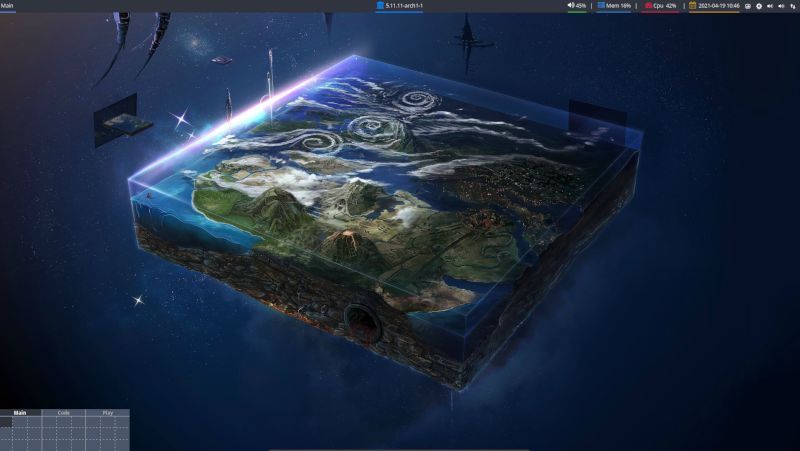 Main
5.11.11-arch1-1
45% | Mem 16% | Cpu 42% | 2021-04-19 10:46
Main Code Play